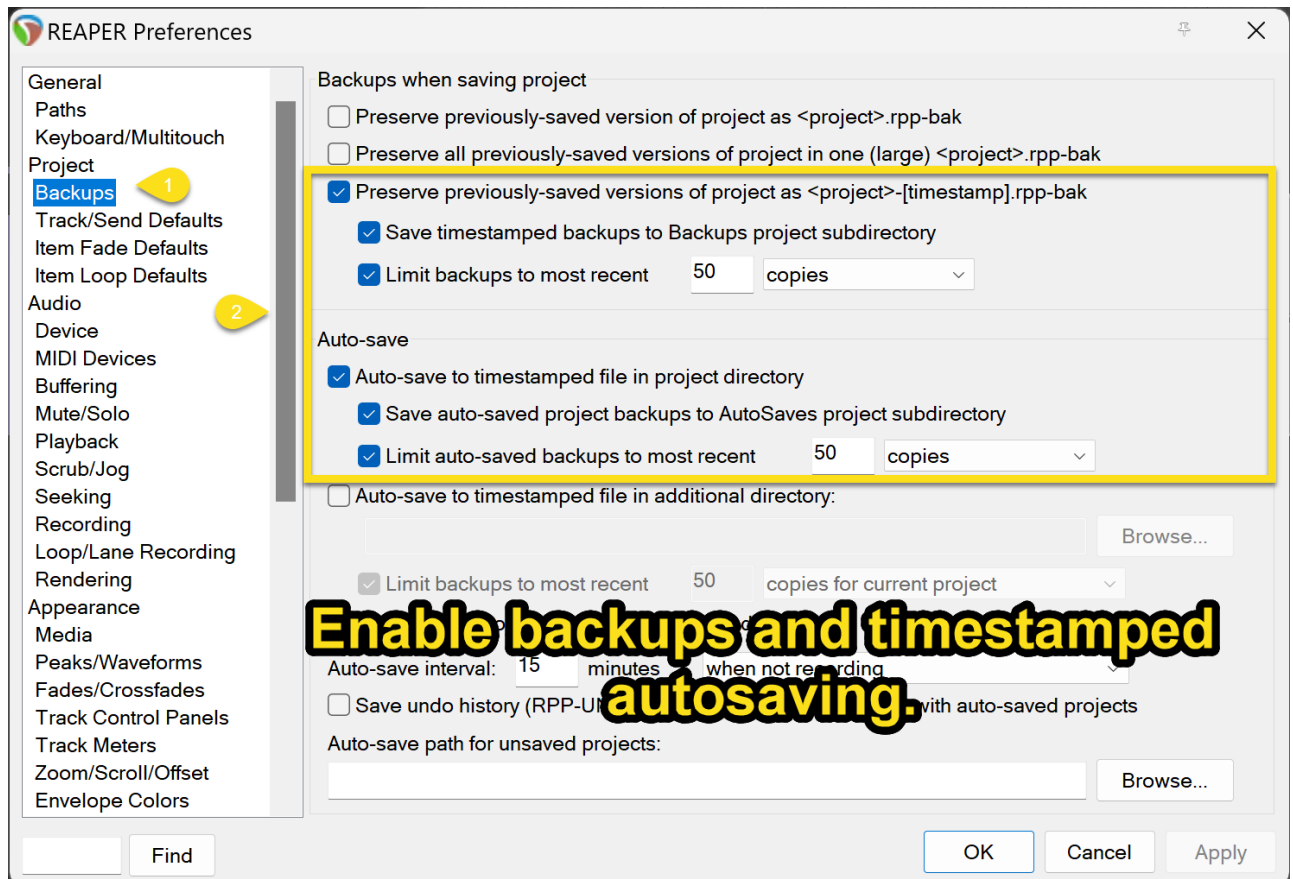 REAPER Preferences
General
Paths
Keyboard/Multitouch
Project
Backups
1
Track/Send Defaults
Item Fade Defaults
Item Loop Defaults
Audio
2
Device
MIDI Devices
Buffering
Mute/Solo
Playback
Scrub/Jog
Seeking
Recording
Loop/Lane Recording
Rendering
Appearance
Media
Peaks/Waveforms
Fades/Crossfades
Track Control Panels
Track Meters
Zoom/Scroll/Offset
Envelope Colors
Find
Backups when saving project
Preserve previously-saved version of project as <project>.rpp-bak
Preserve all previously-saved versions of project in one (large) <project>.rpp-bak
Preserve previously-saved versions of project as <project>-[timestamp].rpp-bak
Save timestamped backups to Backups project subdirectory
Limit backups to most recent 50 copies
Auto-save
Auto-save to timestamped file in project directory
Save auto-saved project backups to AutoSaves project subdirectory
Limit auto-saved backups to most recent 50 copies
Auto-save to timestamped file in additional directory:
Browse...
Limit backups to most recent 50 copies for current project
Enable backups and timestamped
autosaving.
Auto-save interval: 15 minutes when not recording
Save undo history (RPP-UN with auto-saved projects
Auto-save path for unsaved projects:
Browse...
OK Cancel Apply